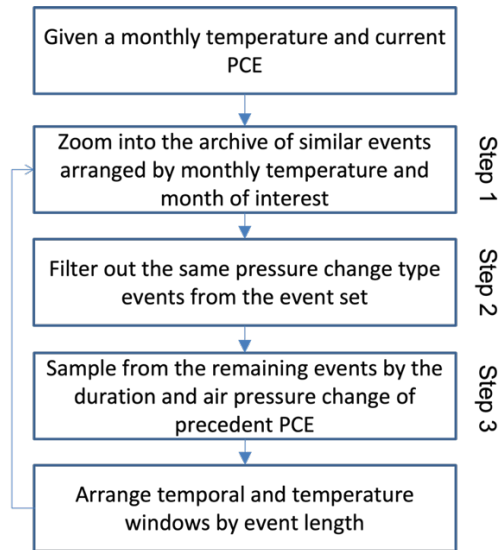 Given a monthly temperature and current
PCE
Zoom into the archive of similar events
arranged by monthly temperature and
month of interest
Step 1
Filter out the same pressure change type
events from the event set
Step 2
Sample from the remaining events by the
duration and air pressure change of
precedent PCE
Step 3
Arrange temporal and temperature
windows by event length